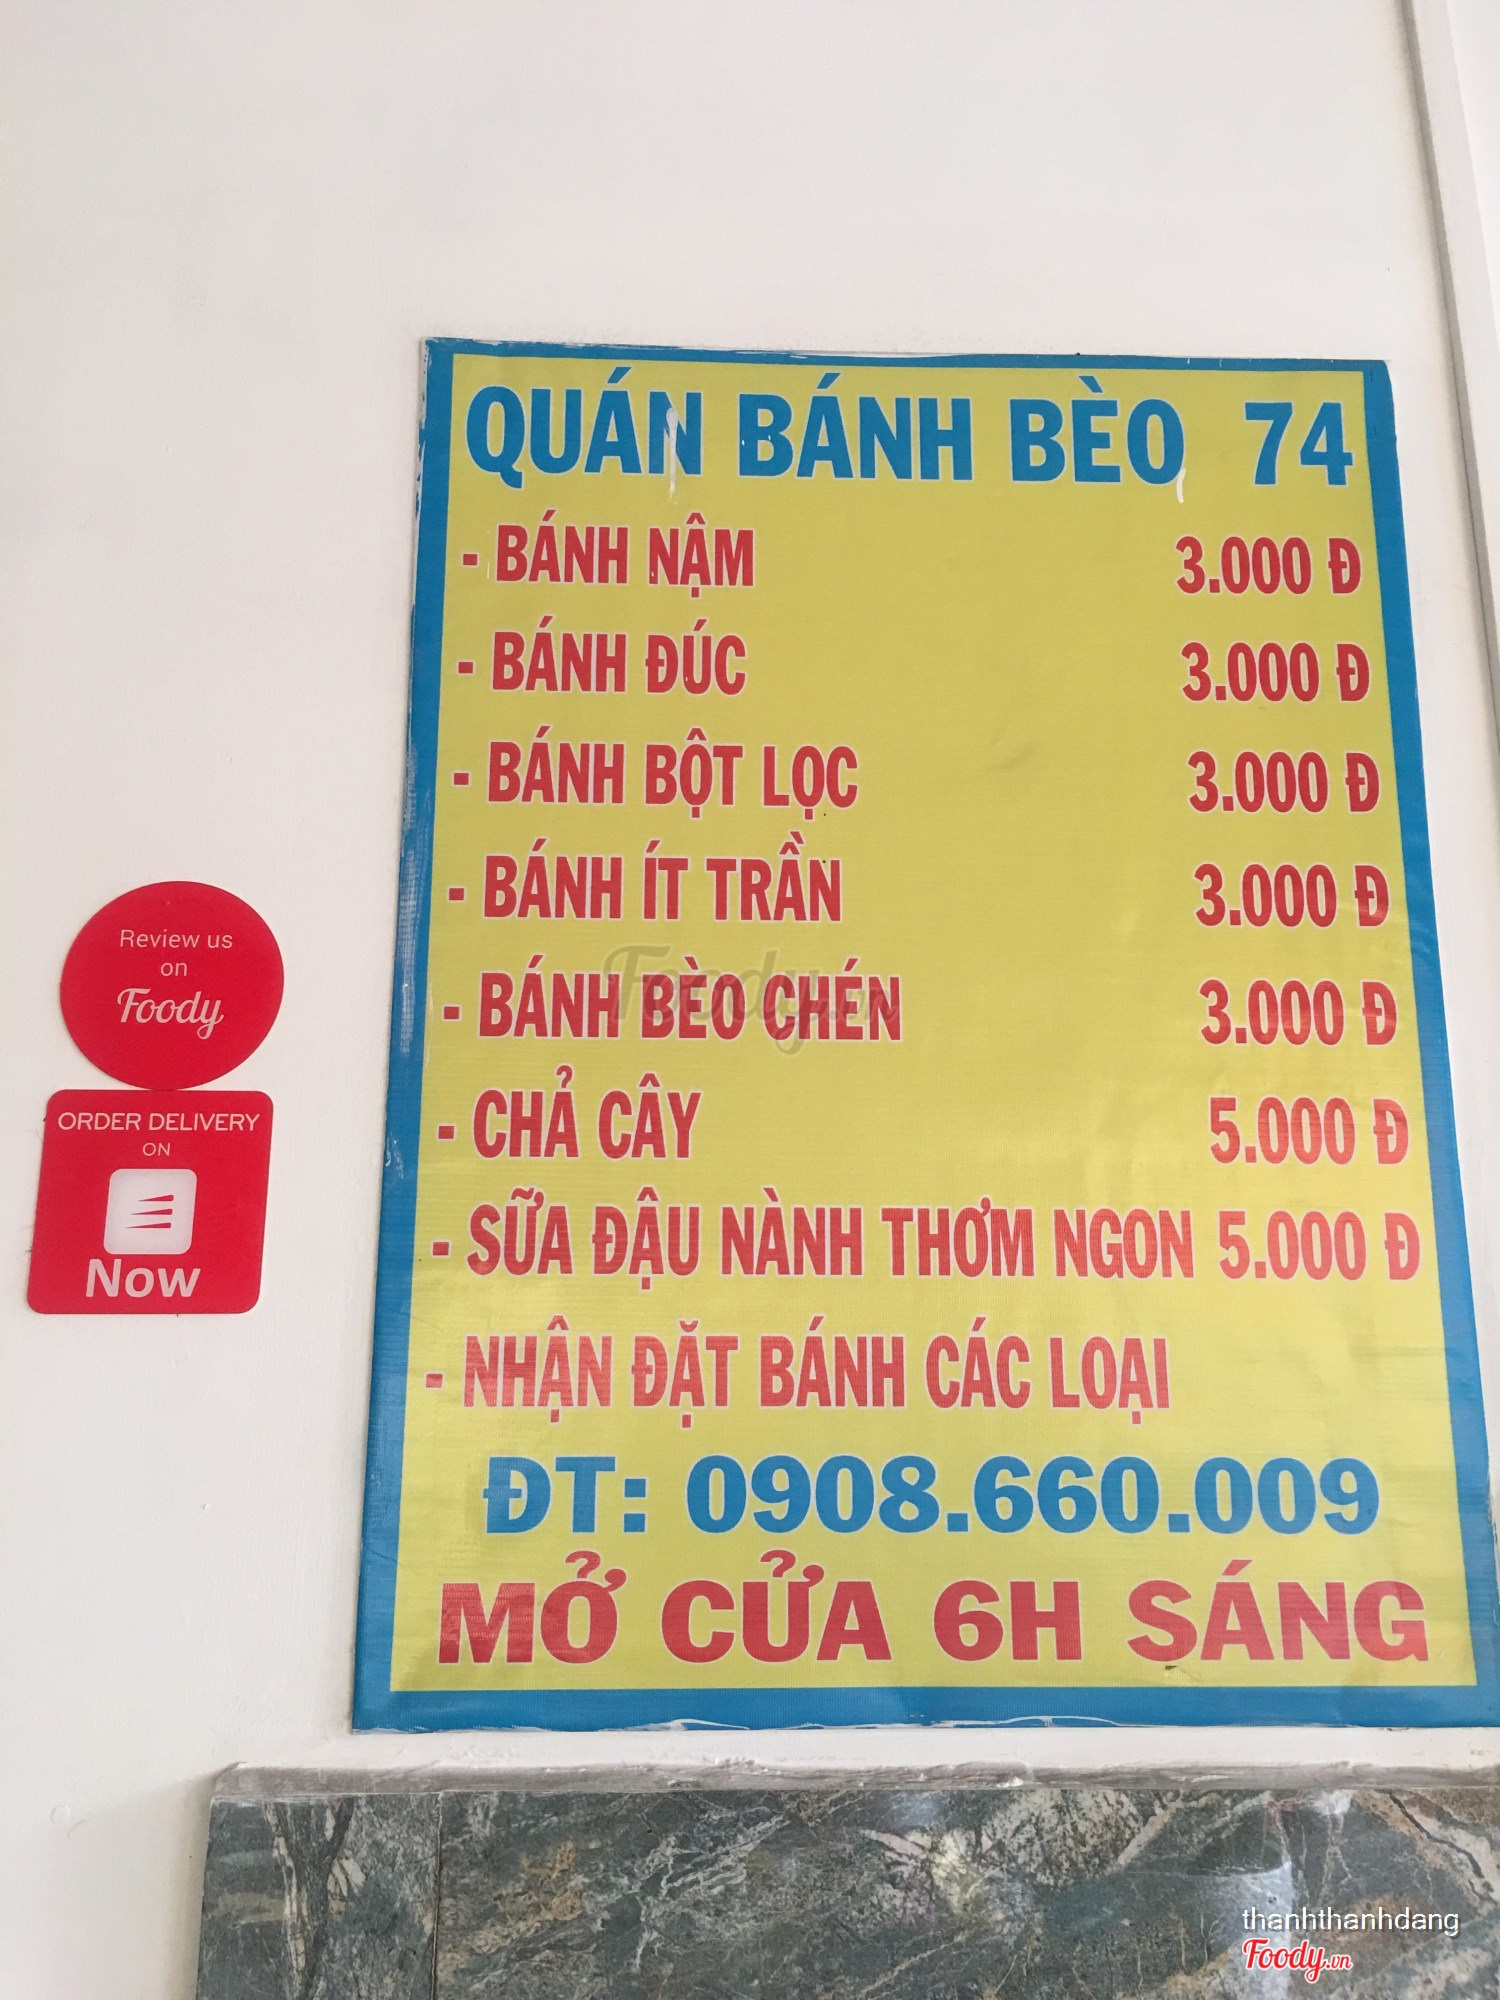 QUÁN BÁNH BÈO 74
- BÁNH NẬM 3.000 Đ
- BÁNH ĐÚC 3.000 Đ
- BÁNH BỘT LỌC 3.000 Đ
- BÁNH ÍT TRẦN 3.000 Đ
- BÁNH BÈO CHÉN 3.000 Đ
- CHẢ CÂY 5.000 Đ
- SỮA ĐẬU NÀNH THƠM NGON 5.000 Đ
- NHẬN ĐẶT BÁNH CÁC LOẠI
ĐT: 0908.660.009
MỞ CỬA 6H SÁNG
Review us
on
Foody
ORDER DELIVERY
ON
Now
Foody.vn
thanhthanhdang
Foody.vn